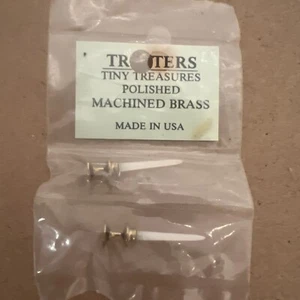 TINY TREASURES
POLISHED
MACHINED BRASS
MADE IN USA